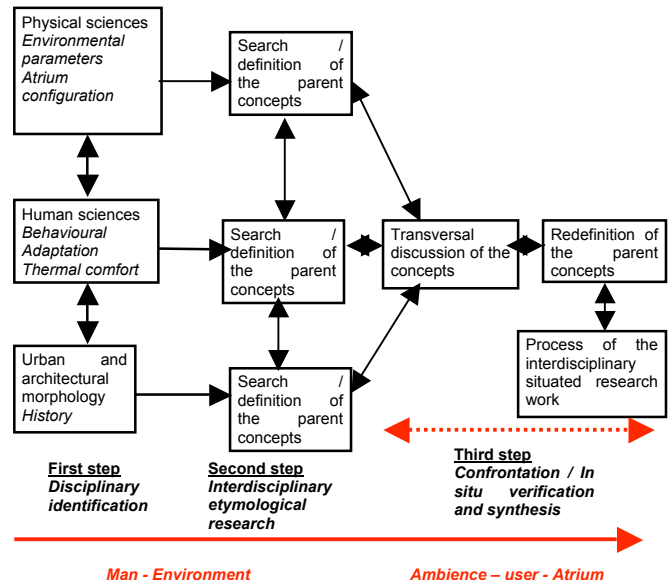 Physical sciences
Environmental
parameters
Atrium
configuration
Search /
definition of
the parent
concepts
Human sciences
Behavioural
Adaptation
Thermal comfort
Search /
definition of
the parent
concepts
Transversal
discussion of the
concepts
Redefinition of
the parent
concepts
Urban and
architectural
morphology
History
Search /
definition of
the parent
concepts
Process of the
interdisciplinary
situated research
work
First step
Disciplinary
identification
Second step
Interdisciplinary
etymological
research
Third step
Confrontation / In
situ verification
and synthesis
Man - Environment
Ambience – user - Atrium